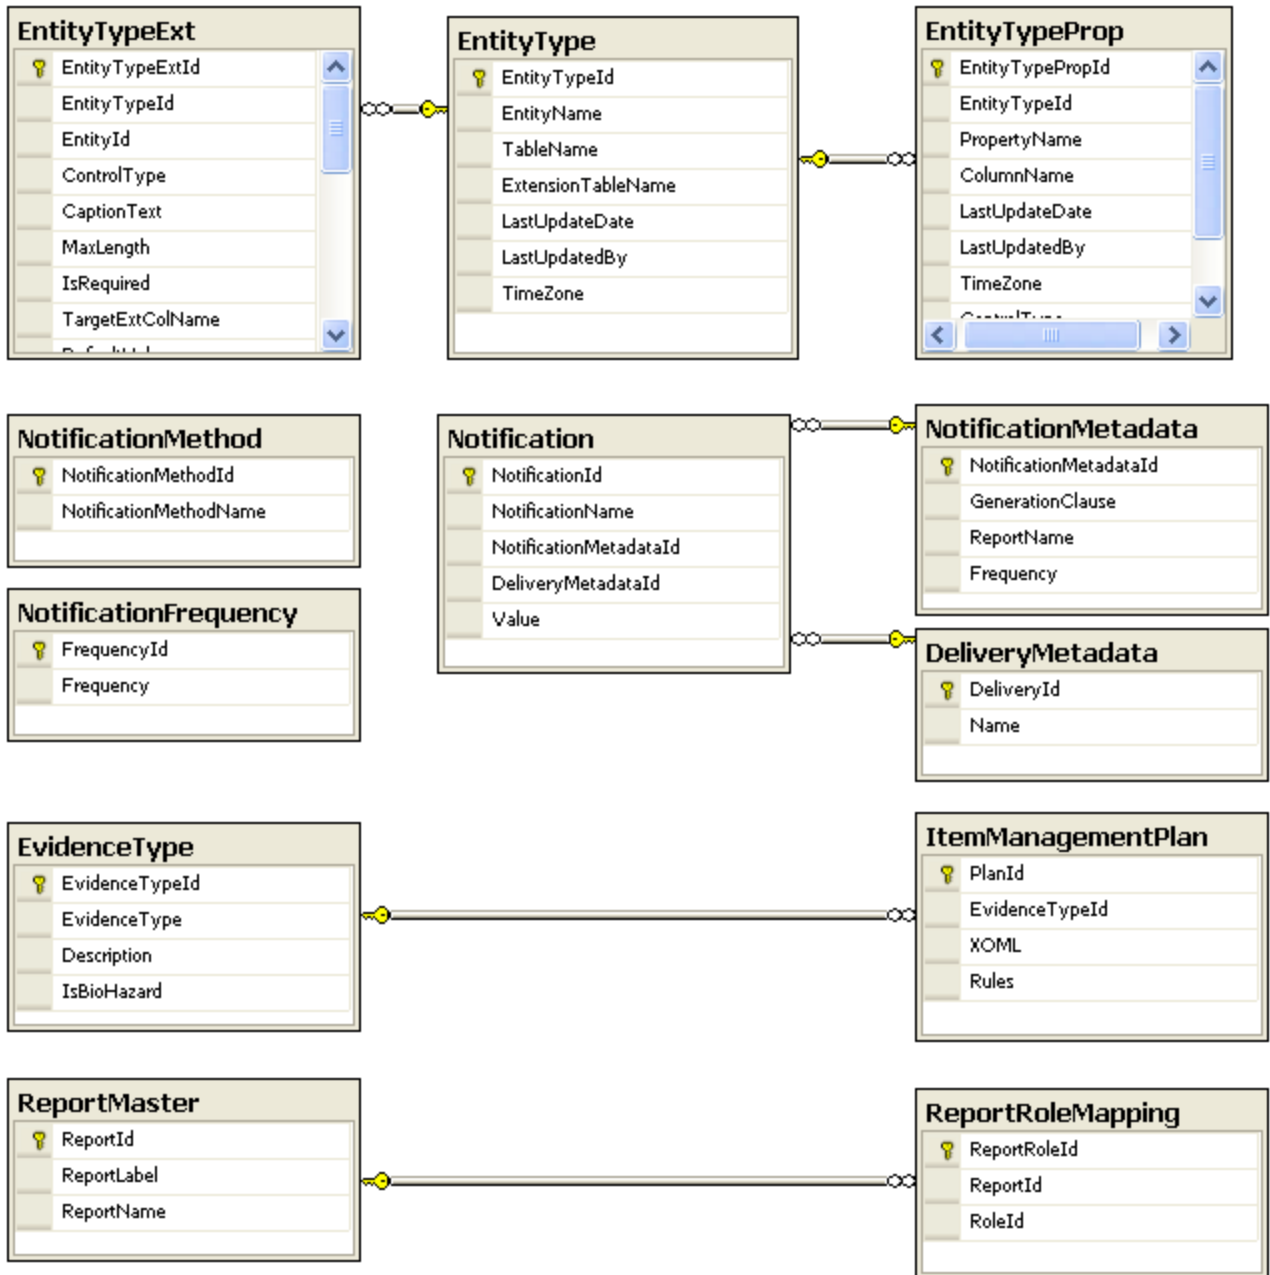 EntityTypeExt
EntityTypeExtId
EntityTypeId
EntityId
ControlType
CaptionText
MaxLength
IsRequired
TargetExtColName
EntityType
EntityTypeId
EntityName
TableName
ExtensionTableName
LastUpdateDate
LastUpdatedBy
TimeZone
EntityTypeProp
EntityTypePropId
EntityTypeId
PropertyName
ColumnName
LastUpdateDate
LastUpdatedBy
TimeZone
NotificationMethod
NotificationMethodId
NotificationMethodName
Notification
NotificationId
NotificationName
NotificationMetadataId
DeliveryMetadataId
Value
NotificationMetadata
NotificationMetadataId
GenerationClause
ReportName
Frequency
NotificationFrequency
FrequencyId
Frequency
DeliveryMetadata
DeliveryId
Name
EvidenceType
EvidenceTypeId
EvidenceType
Description
IsBioHazard
ItemManagementPlan
PlanId
EvidenceTypeId
XOML
Rules
ReportMaster
ReportId
ReportLabel
ReportName
ReportRoleMapping
ReportRoleId
ReportId
RoleId